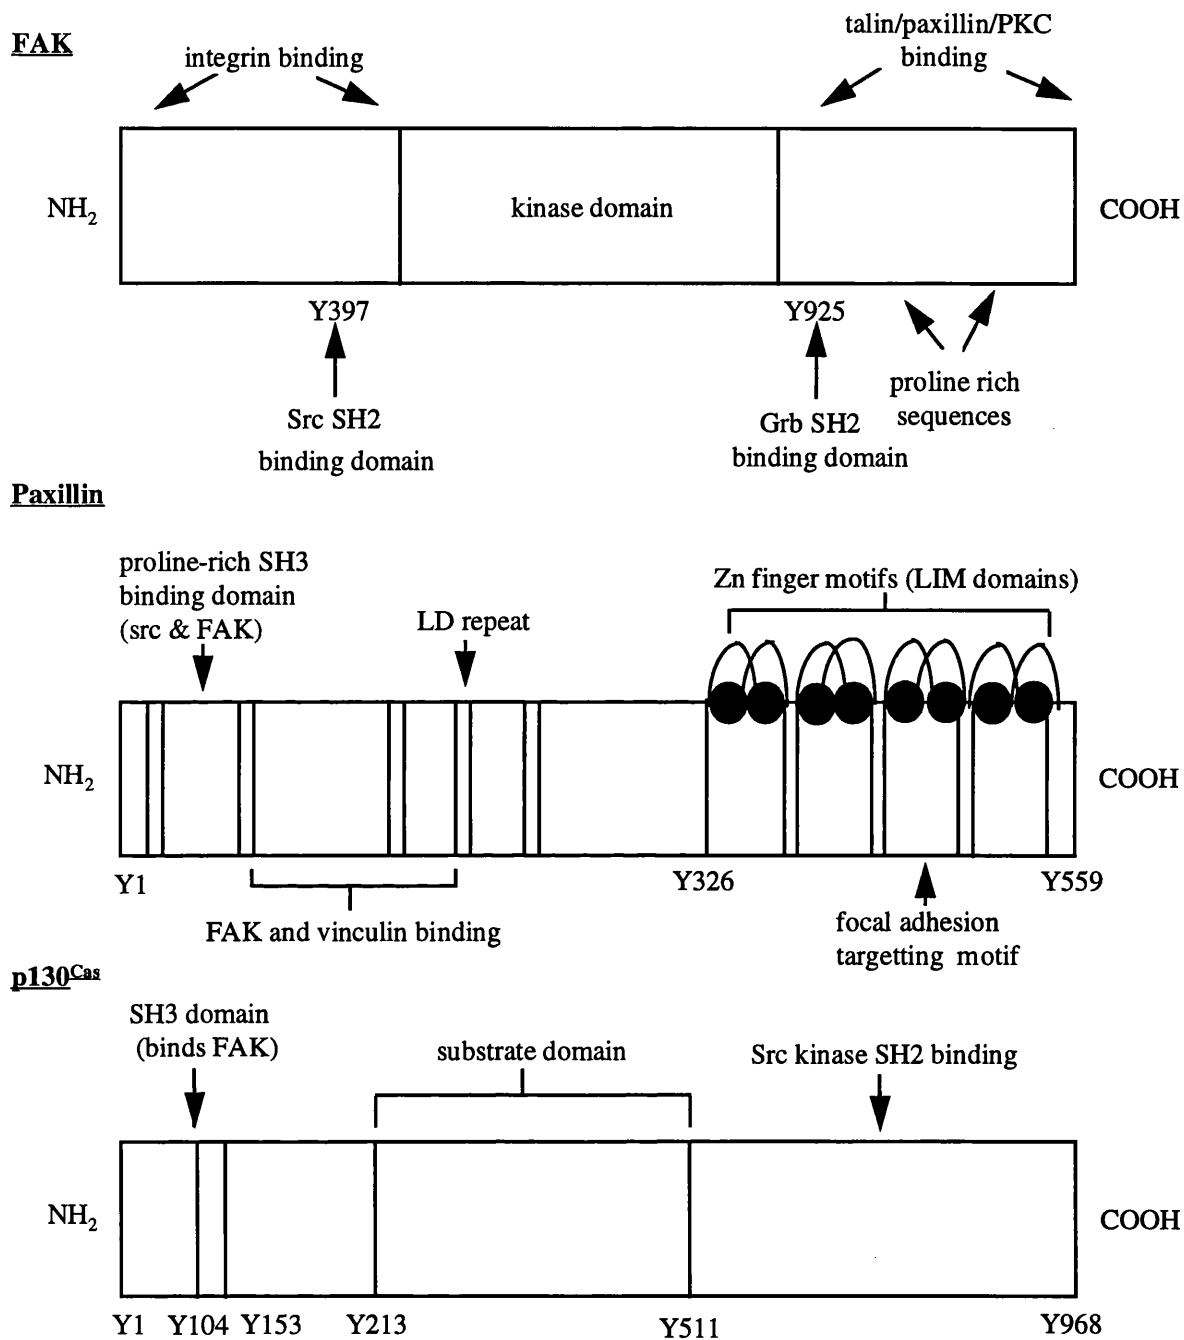 FAK
integrin binding
talin/paxillin/PKC
binding
NH2
kinase domain
COOH
Y397
Y925
Src SH2
binding domain
Grb SH2
binding domain
proline rich
sequences
Paxillin
proline-rich SH3
binding domain
(src & FAK)
LD repeat
Zn finger motifs (LIM domains)
NH2
COOH
Y1
Y326
Y559
FAK and vinculin binding
focal adhesion
targetting motif
p130Cas
SH3 domain
(binds FAK)
substrate domain
Src kinase SH2 binding
NH2
COOH
Y1 Y104 Y153 Y213 Y511 Y968